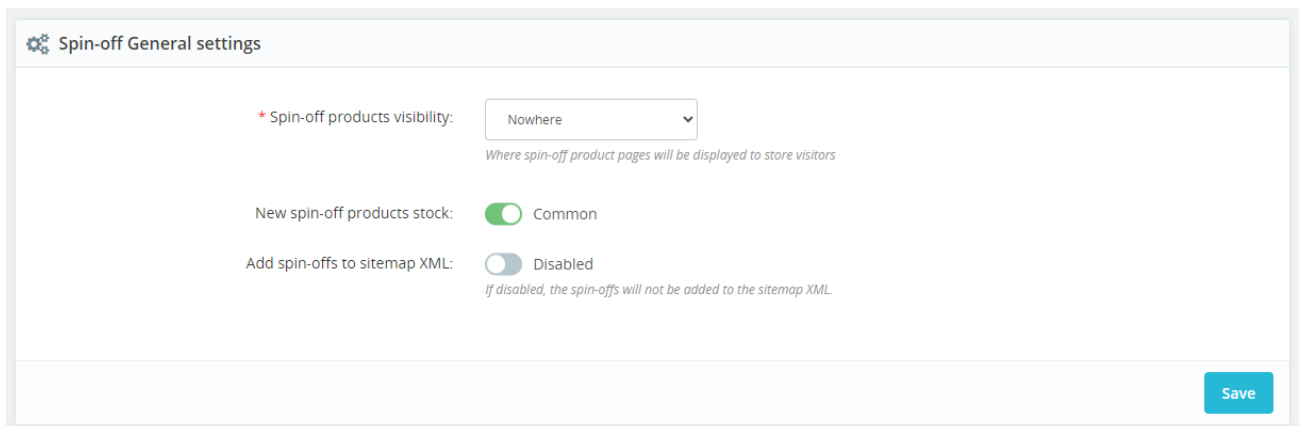 Spin-off General settings
* Spin-off products visibility:
Nowhere
Where spin-off product pages will be displayed to store visitors
New spin-off products stock:
Common
Add spin-offs to sitemap XML:
Disabled
If disabled, the spin-offs will not be added to the sitemap XML.
Save